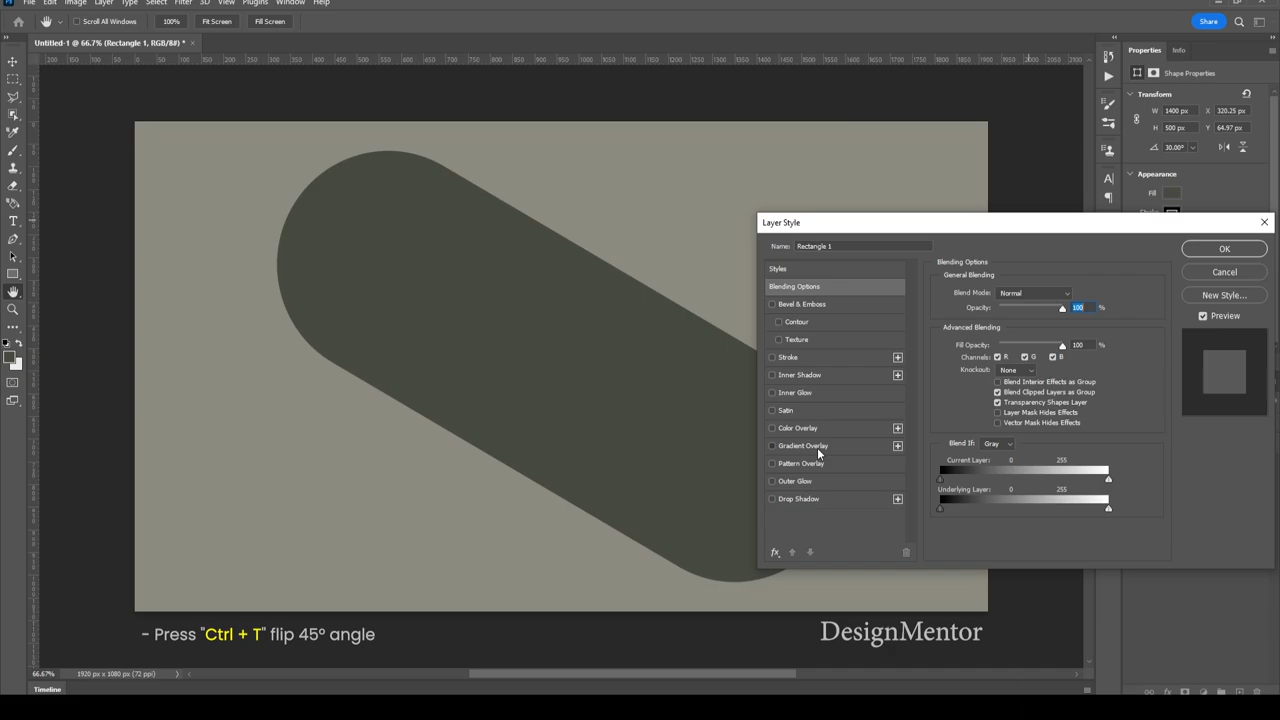 File Edit Image Layer Type Select Filter 3D View Plugins Window Help
Scroll All Windows 100% Fit Screen Fill Screen Share
Untitled-1 @ 66.7% (Rectangle 1, RGB/8#) *
Properties Info
Shape Properties
Transform
W 1400 px X 320.25 px
H 500 px Y 64.97 px
30.00°
Appearance
Fill
Layer Style
Name: Rectangle 1
Styles
Blending Options
Bevel & Emboss
Contour
Texture
Stroke
Inner Shadow
Inner Glow
Satin
Color Overlay
Gradient Overlay
Pattern Overlay
Outer Glow
Drop Shadow
fx
Blending Options
General Blending
Blend Mode: Normal
Opacity: 100 %
Advanced Blending
Fill Opacity: 100 %
Channels: R G B
Knockout: None
Blend Interior Effects as Group
Blend Clipped Layers as Group
Transparency Shapes Layer
Layer Mask Hides Effects
Vector Mask Hides Effects
Blend If: Gray
Current Layer: 0 255
Underlying Layer: 0 255
OK
Cancel
New Style...
Preview
- Press "Ctrl + T" flip 45° angle
DesignMentor
66.67% 1920 px x 1080 px (72 ppi)
Timeline